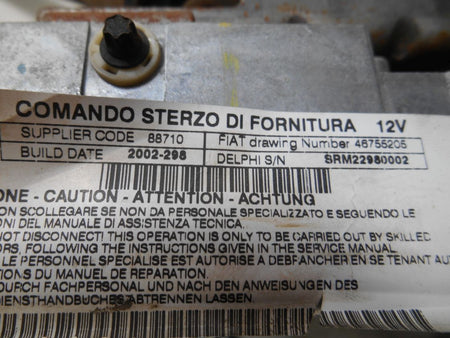 COMANDO STERZO DI FORNITURA 12V
SUPPLIER CODE 88710 FIAT drawing Number 46755205
BUILD DATE 2002-298 DELPHI S/N SRM22980002
ONE - CAUTION - ATTENTION - ACHTUNG
ON SCOLLEGARE SE NON DA PERSONALE SPECIALIZZATO E SEGUENDO LE
ONI DEL MANUALE DI ASSISTENZA TECNICA.
NOT DISCONNECT! THIS OPERATION IS ONLY TO BE CARRIED OUT BY SKILLED
ORS, FOLLOWING THE INSTRUCTIONS GIVEN IN THE SERVICE MANUAL.
LE PERSONNEL SPECIALISE EST AUTORISE A DEBRANCHER EN SE TENANT AUX
TIONS DU MANUEL DE REPARATION.
DURCH FACHPERSONAL UND NACH DEN ANWEISUNGEN DES
DIENSTHANDBUCHES ABTRENNEN LASSEN.